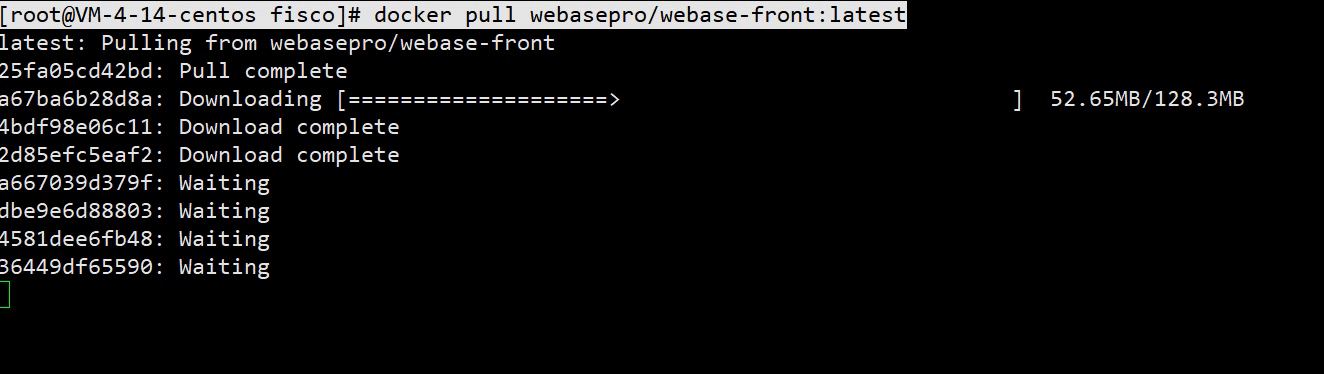 [root@VM-4-14-centos fisco]# docker pull webasepro/webase-front:latest
latest: Pulling from webasepro/webase-front
25fa05cd42bd: Pull complete
a67ba6b28d8a: Downloading [=====================>                              ]  52.65MB/128.3MB
4bdf98e06c11: Download complete
2d85efc5eaf2: Download complete
a667039d379f: Waiting
dbe9e6d88803: Waiting
4581dee6fb48: Waiting
36449df65590: Waiting